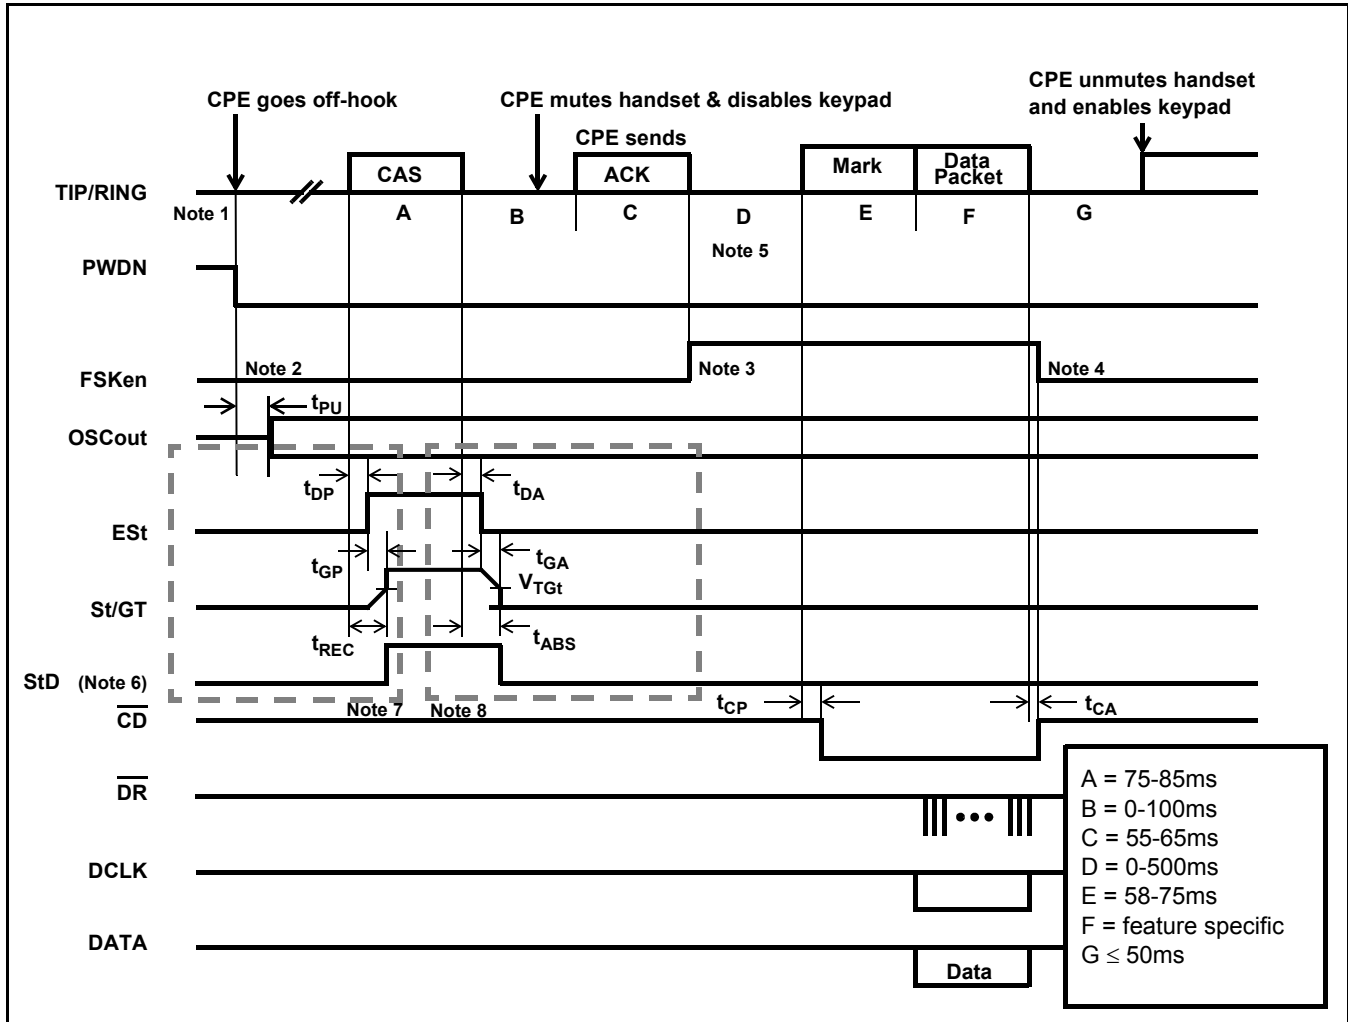 CPE goes off-hook
CPE mutes handset & disables keypad
CPE unmutes handset
and enables keypad
CPE sends
TIP/RING
CAS
ACK
Mark
Data
Packet
Note 1
A
B
C
D
E
F
G
Note 5
PWDN
FSKen
Note 2
Note 3
Note 4
tPU
OSCout
tDP
tDA
ESt
tGP
tGA
VTGt
St/GT
tREC
tABS
StD (Note 6)
Note 7
Note 8
tCP
tCA
CD
DR
•••
DCLK
DATA
Data
A = 75-85ms
B = 0-100ms
C = 55-65ms
D = 0-500ms
E = 58-75ms
F = feature specific
G ≤ 50ms